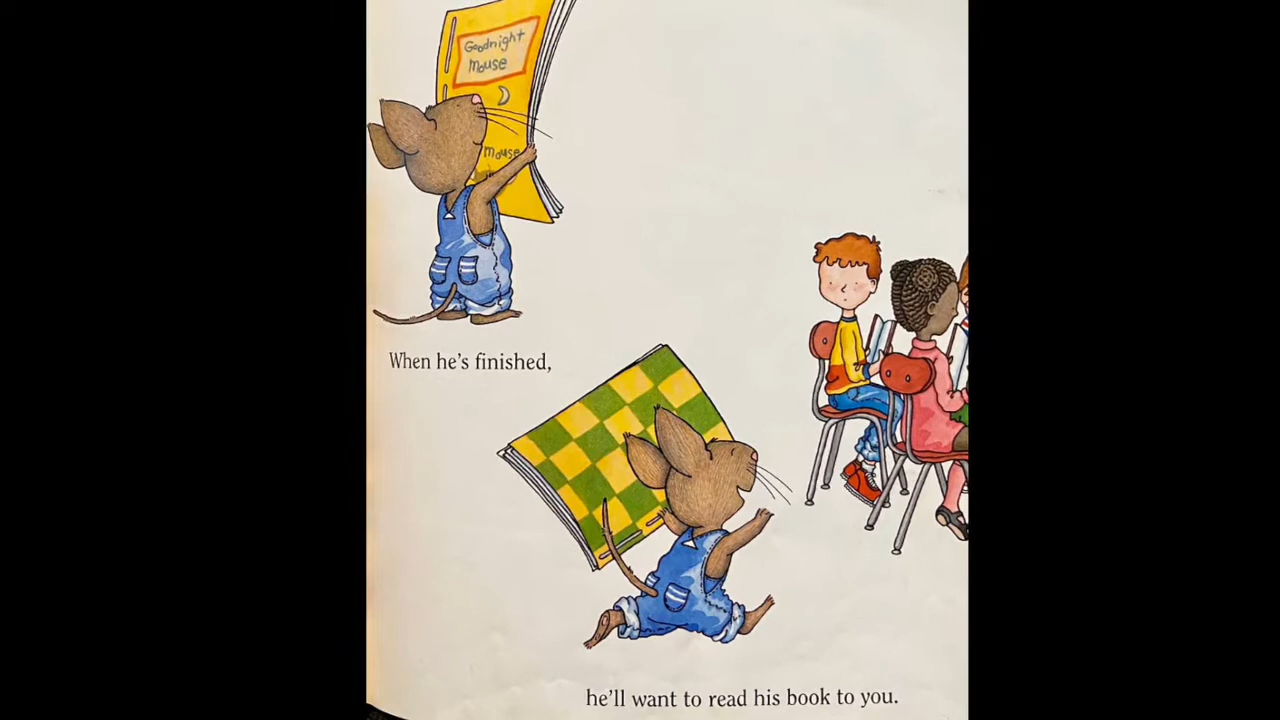 Goodnight
mouse
mouse
When he's finished,
he'll want to read his book to you.